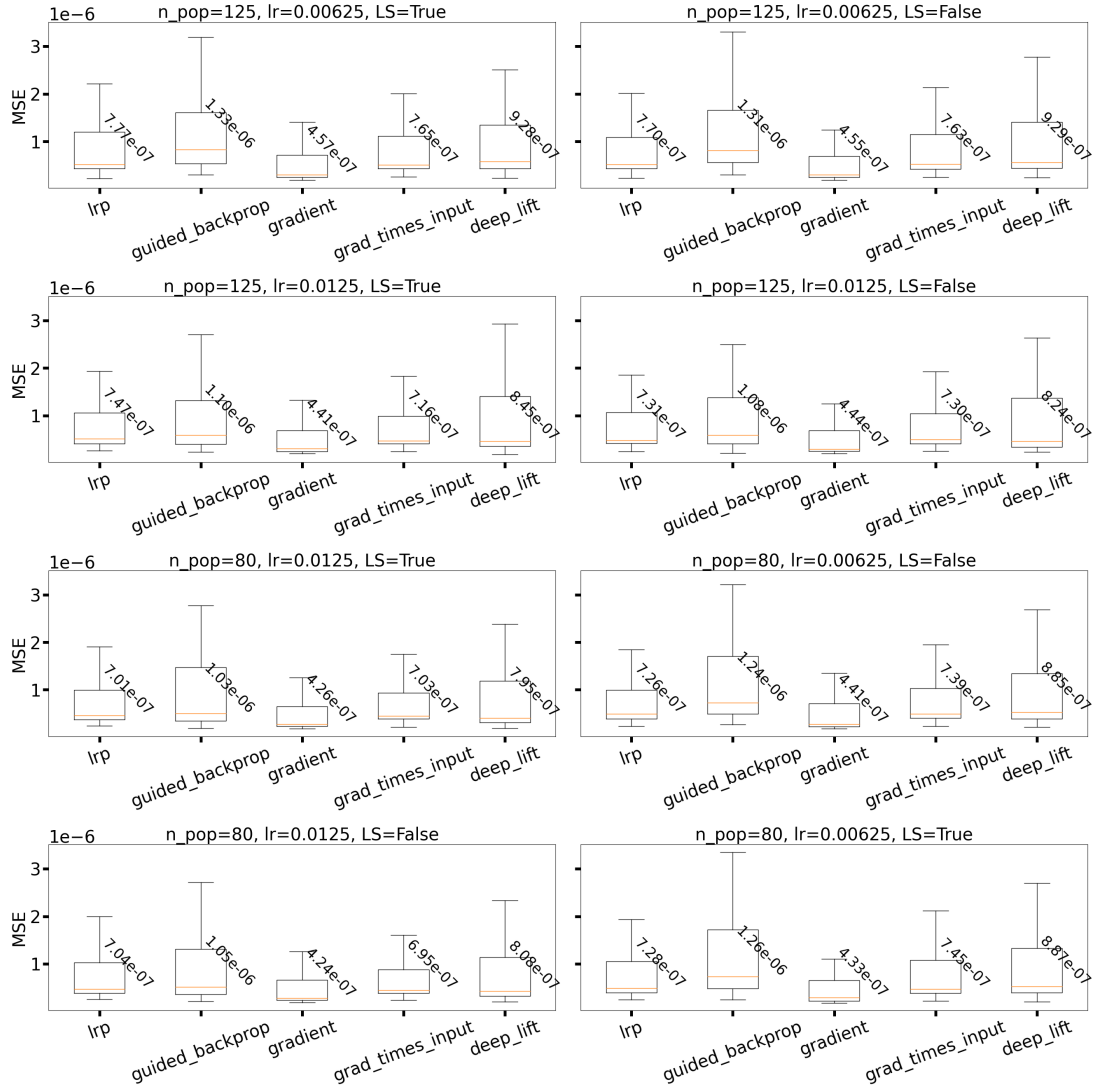 1e−6
n_pop=125, lr=0.00625, LS=True
n_pop=125, lr=0.00625, LS=False
MSE
3
2
1
7.77e-07
1.33e-06
4.57e-07
7.65e-07
9.28e-07
7.70e-07
1.31e-06
4.55e-07
7.63e-07
9.29e-07
lrp
guided_backprop
gradient
grad_times_input
deep_lift
lrp
guided_backprop
gradient
grad_times_input
deep_lift
1e−6
n_pop=125, lr=0.0125, LS=True
n_pop=125, lr=0.0125, LS=False
MSE
3
2
1
7.47e-07
1.10e-06
4.41e-07
7.16e-07
8.45e-07
7.31e-07
1.08e-06
4.44e-07
7.30e-07
8.24e-07
lrp
guided_backprop
gradient
grad_times_input
deep_lift
lrp
guided_backprop
gradient
grad_times_input
deep_lift
1e−6
n_pop=80, lr=0.0125, LS=True
n_pop=80, lr=0.00625, LS=False
MSE
3
2
1
7.01e-07
1.03e-06
4.26e-07
7.03e-07
7.95e-07
7.26e-07
1.24e-06
4.41e-07
7.39e-07
8.85e-07
lrp
guided_backprop
gradient
grad_times_input
deep_lift
lrp
guided_backprop
gradient
grad_times_input
deep_lift
1e−6
n_pop=80, lr=0.0125, LS=False
n_pop=80, lr=0.00625, LS=True
MSE
3
2
1
7.04e-07
1.05e-06
4.24e-07
6.95e-07
8.08e-07
7.28e-07
1.26e-06
4.33e-07
7.45e-07
8.87e-07
lrp
guided_backprop
gradient
grad_times_input
deep_lift
lrp
guided_backprop
gradient
grad_times_input
deep_lift